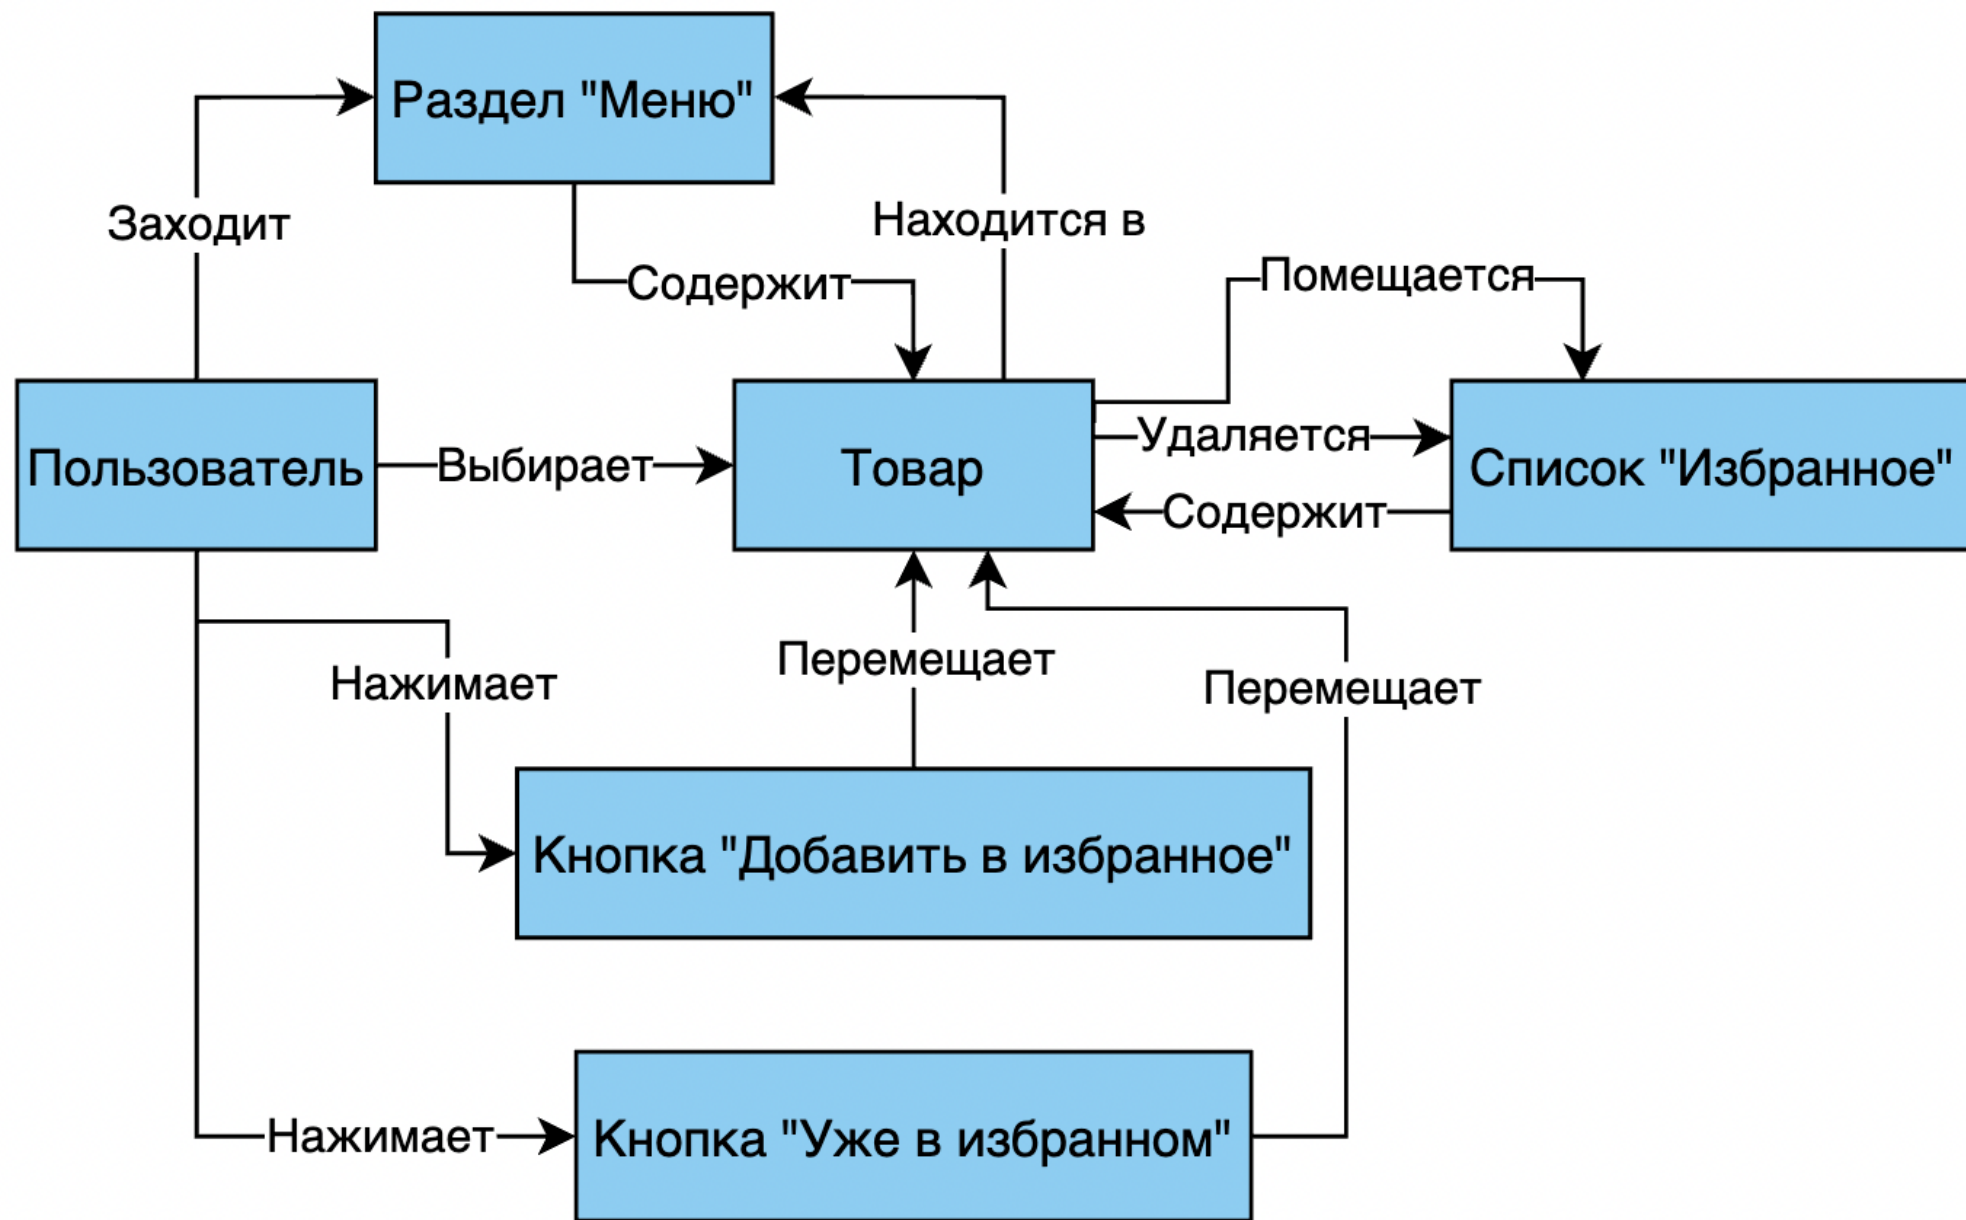 Раздел "Меню"
Заходит
Находится в
Содержит
Помещается
Пользователь
Выбирает
Товар
Удаляется
Содержит
Список "Избранное"
Нажимает
Перемещает
Перемещает
Кнопка "Добавить в избранное"
Нажимает
Кнопка "Уже в избранном"